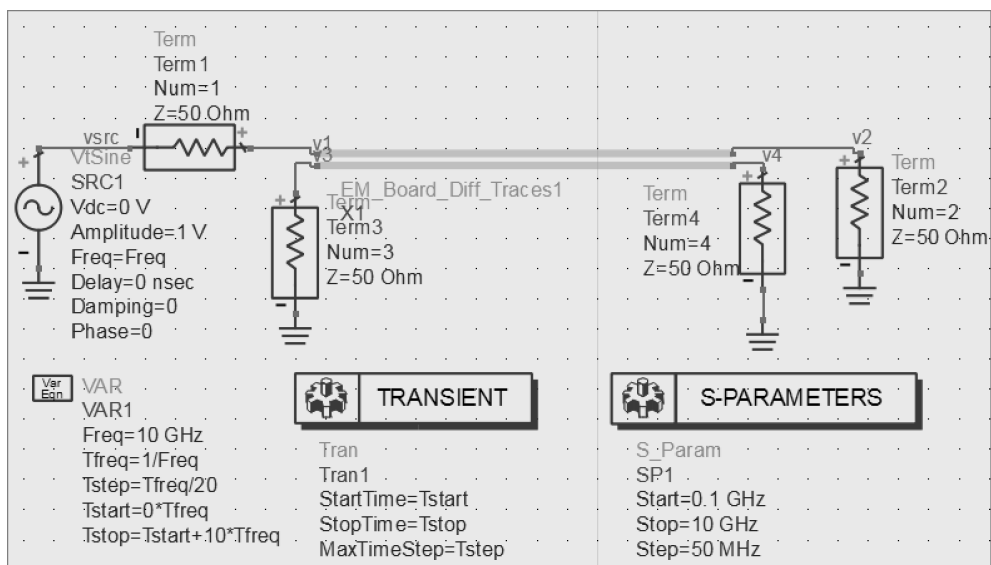 Term
Term1
Num=1
Z=50 Ohm
vsrc
VtSine
SRC1
Vdc=0 V
Amplitude=1 V
Freq=Freq
Delay=0 nsec
Damping=0
Phase=0
v1
v3
EM_Board_Diff_Traces1
X1
Term
Term3
Num=3
Z=50 Ohm
v4
Term
Term4
Num=4
Z=50 Ohm
v2
Term
Term2
Num=2
Z=50 Ohm
Var
Eqn
VAR
VAR1
Freq=10 GHz
Tfreq=1/Freq
Tstep=Tfreq/20
Tstart=0*Tfreq
Tstop=Tstart+10*Tfreq
TRANSIENT
Tran
Tran1
StartTime=Tstart
StopTime=Tstop
MaxTimeStep=Tstep
S-PARAMETERS
S_Param
SP1
Start=0.1 GHz
Stop=10 GHz
Step=50 MHz